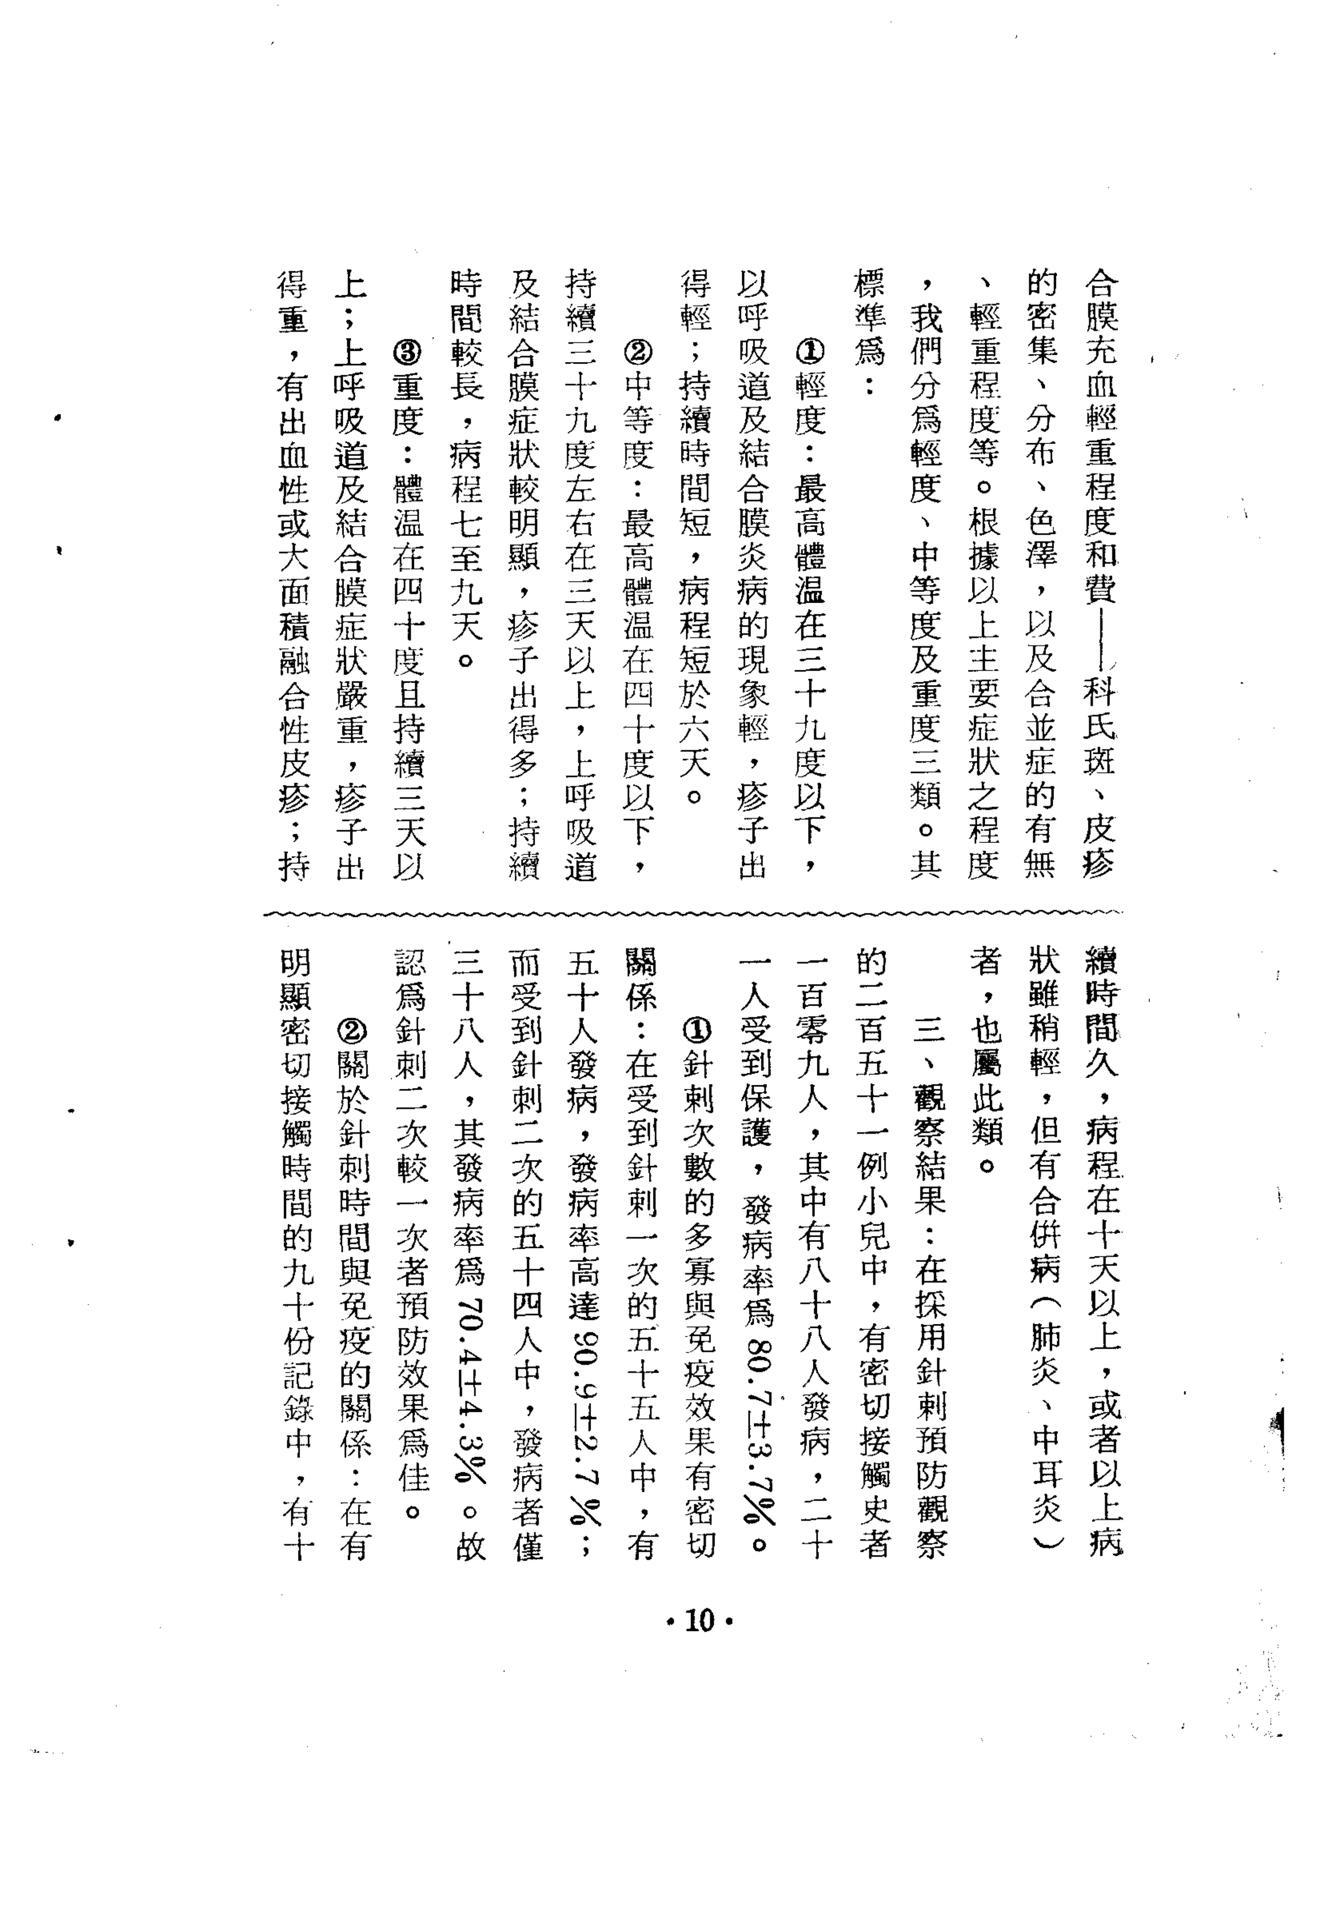 合膜充血輕重程度和費——科氏斑、皮疹
的密集、分布、色澤，以及合並症的有無
、輕重程度等。根據以上主要症狀之程度
，我們分爲輕度、中等度及重度三類。其
標準爲：
①輕度：最高體温在三十九度以下，
以呼吸道及結合膜炎病的現象輕，疹子出
得輕；持續時間短，病程短於六天。
②中等度：最高體温在四十度以下，
持續三十九度左右在三天以上，上呼吸道
及結合膜症狀較明顯，疹子出得多；持續
時間較長，病程七至九天。
③重度：體温在四十度且持續三天以
上；上呼吸道及結合膜症狀嚴重，疹子出
得重，有出血性或大面積融合性皮疹；持
續時間久，病程在十天以上，或者以上病
狀雖稍輕，但有合併病（肺炎、中耳炎）
者，也屬此類。
三、觀察結果：在採用針刺預防觀察
的二百五十一例小兒中，有密切接觸史者
一百零九人，其中有八十八人發病，二十
一人受到保護，發病率爲80.7±3.7%。
①針刺次數的多寡與免疫效果有密切
關係：在受到針刺一次的五十五人中，有
五十人發病，發病率高達90.9±2.7%；
而受到針刺二次的五十四人中，發病者僅
三十八人，其發病率爲70.4±4.3%。故
認爲針刺二次較一次者預防效果爲佳。
②關於針刺時間與免疫的關係：在有
明顯密切接觸時間的九十份記錄中，有十
·10·